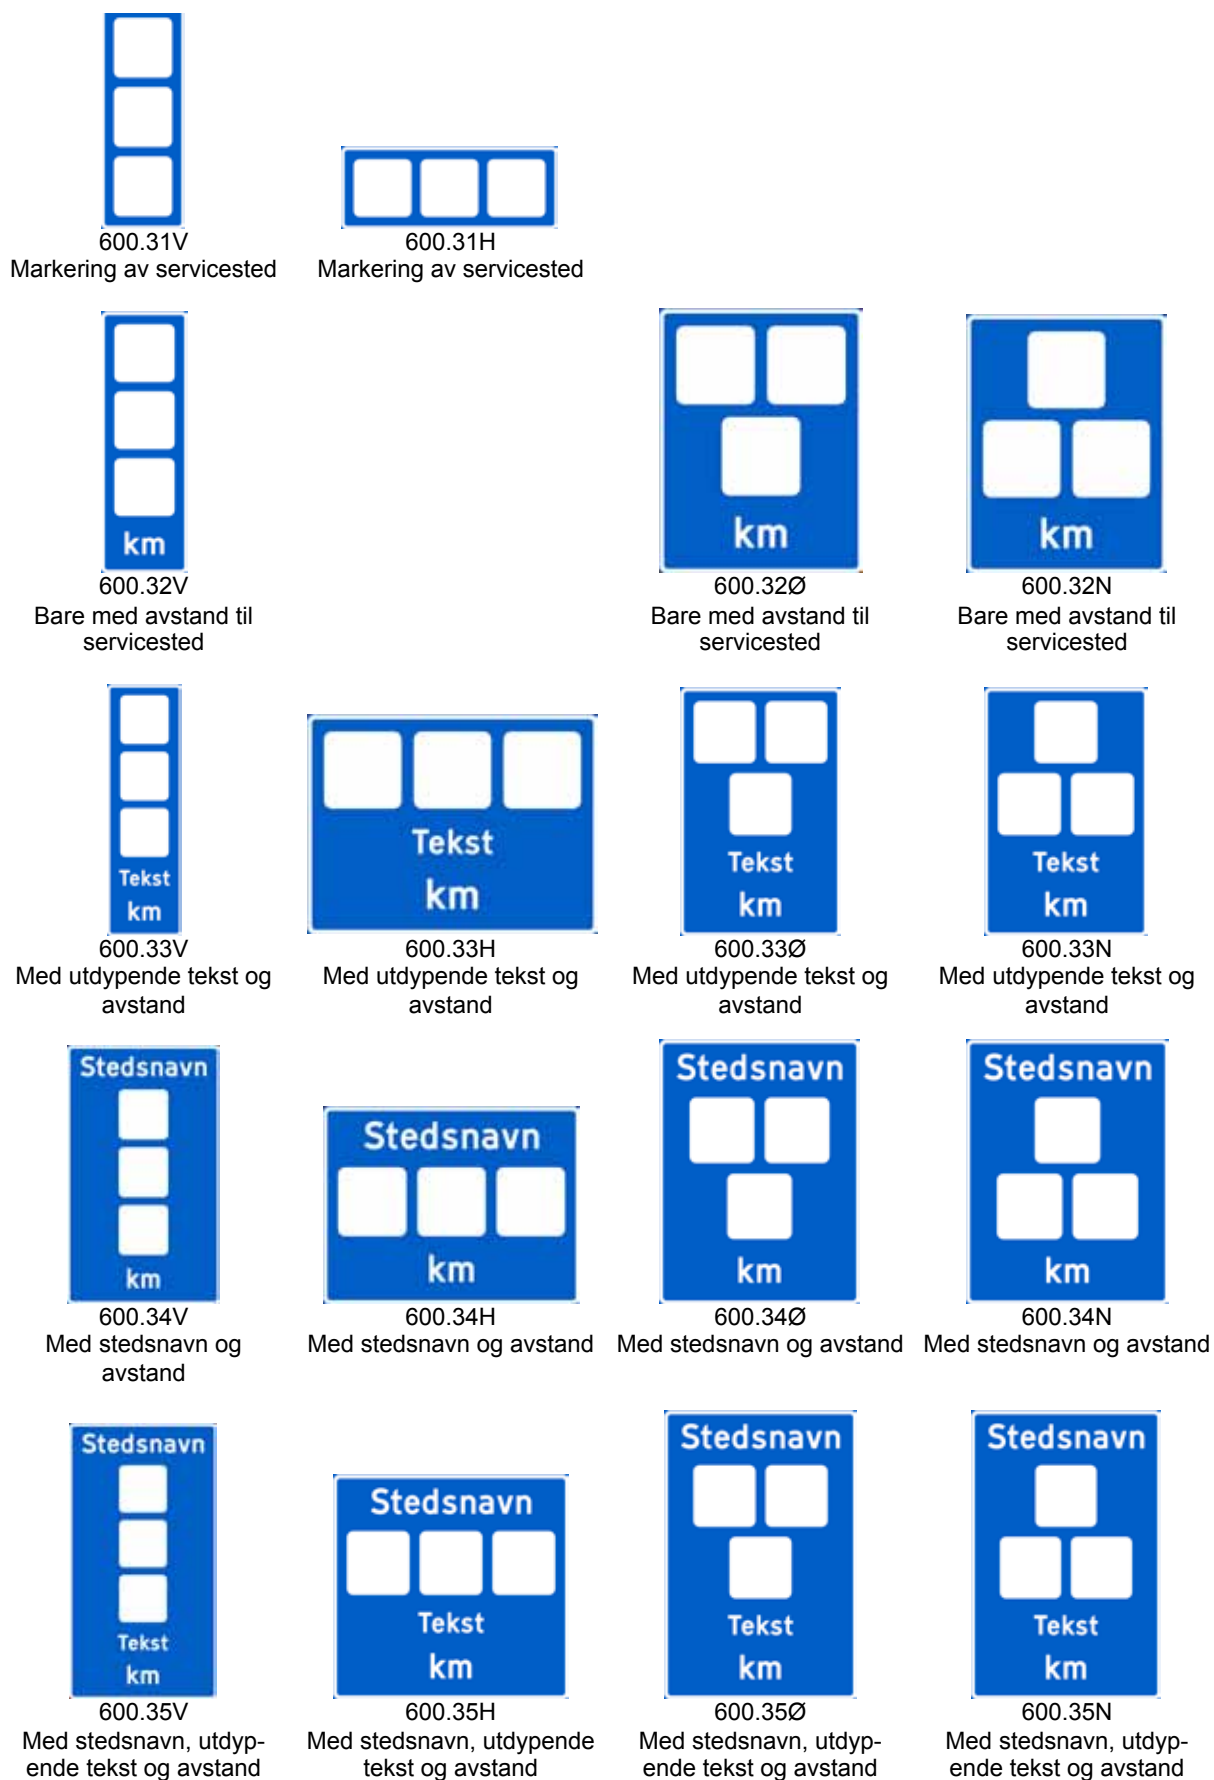 600.31V
Markering av servicested
600.31H
Markering av servicested
km
600.32V
Bare med avstand til
servicested
km
600.32Ø
Bare med avstand til
servicested
km
600.32N
Bare med avstand til
servicested
Tekst
km
600.33V
Med utdypende tekst og
avstand
Tekst
km
600.33H
Med utdypende tekst og
avstand
Tekst
km
600.33Ø
Med utdypende tekst og
avstand
Tekst
km
600.33N
Med utdypende tekst og
avstand
Stedsnavn
km
600.34V
Med stedsnavn og
avstand
Stedsnavn
km
600.34H
Med stedsnavn og avstand
Stedsnavn
km
600.34Ø
Med stedsnavn og avstand
Stedsnavn
km
600.34N
Med stedsnavn og avstand
Stedsnavn
Tekst
km
600.35V
Med stedsnavn, utdyp-
ende tekst og avstand
Stedsnavn
Tekst
km
600.35H
Med stedsnavn, utdypende
tekst og avstand
Stedsnavn
Tekst
km
600.35Ø
Med stedsnavn, utdyp-
ende tekst og avstand
Stedsnavn
Tekst
km
600.35N
Med stedsnavn, utdyp-
ende tekst og avstand